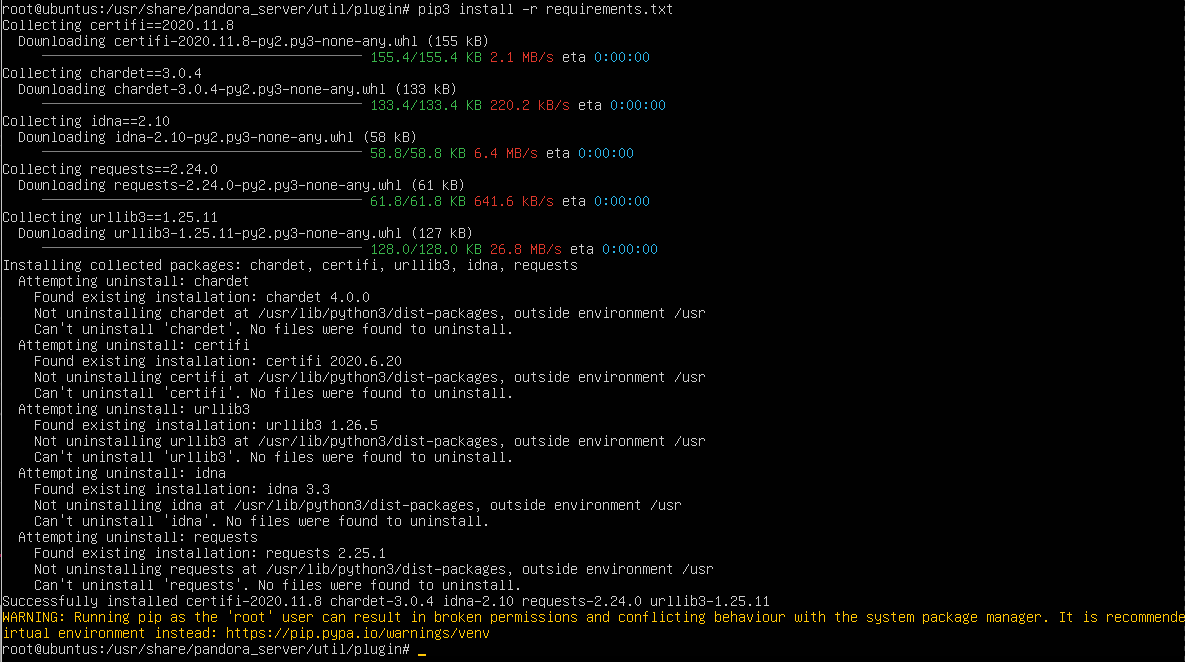 root@ubuntus:/usr/share/pandora_server/util/plugin# pip3 install -r requirements.txt
Collecting certifi==2020.11.8
  Downloading certifi-2020.11.8-py2.py3-none-any.whl (155 kB)
155.4/155.4 KB 2.1 MB/s eta 0:00:00
Collecting chardet==3.0.4
  Downloading chardet-3.0.4-py2.py3-none-any.whl (133 kB)
133.4/133.4 KB 220.2 kB/s eta 0:00:00
Collecting idna==2.10
  Downloading idna-2.10-py2.py3-none-any.whl (58 kB)
58.8/58.8 KB 6.4 MB/s eta 0:00:00
Collecting requests==2.24.0
  Downloading requests-2.24.0-py2.py3-none-any.whl (61 kB)
61.8/61.8 KB 641.6 kB/s eta 0:00:00
Collecting urllib3==1.25.11
  Downloading urllib3-1.25.11-py2.py3-none-any.whl (127 kB)
128.0/128.0 KB 26.8 MB/s eta 0:00:00
Installing collected packages: chardet, certifi, urllib3, idna, requests
  Attempting uninstall: chardet
    Found existing installation: chardet 4.0.0
    Not uninstalling chardet at /usr/lib/python3/dist-packages, outside environment /usr
    Can't uninstall 'chardet'. No files were found to uninstall.
  Attempting uninstall: certifi
    Found existing installation: certifi 2020.6.20
    Not uninstalling certifi at /usr/lib/python3/dist-packages, outside environment /usr
    Can't uninstall 'certifi'. No files were found to uninstall.
  Attempting uninstall: urllib3
    Found existing installation: urllib3 1.26.5
    Not uninstalling urllib3 at /usr/lib/python3/dist-packages, outside environment /usr
    Can't uninstall 'urllib3'. No files were found to uninstall.
  Attempting uninstall: idna
    Found existing installation: idna 3.3
    Not uninstalling idna at /usr/lib/python3/dist-packages, outside environment /usr
    Can't uninstall 'idna'. No files were found to uninstall.
  Attempting uninstall: requests
    Found existing installation: requests 2.25.1
    Not uninstalling requests at /usr/lib/python3/dist-packages, outside environment /usr
    Can't uninstall 'requests'. No files were found to uninstall.
Successfully installed certifi-2020.11.8 chardet-3.0.4 idna-2.10 requests-2.24.0 urllib3-1.25.11
WARNING: Running pip as the 'root' user can result in broken permissions and conflicting behaviour with the system package manager. It is recommende
irtual environment instead: https://pip.pypa.io/warnings/venv
root@ubuntus:/usr/share/pandora_server/util/plugin# _